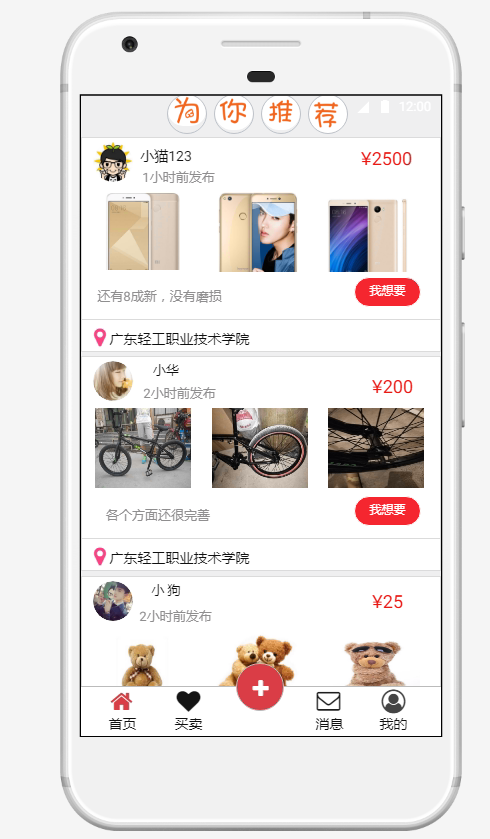 为你推荐
12:00
小猫123
¥2500
1小时前发布
还有8成新，没有磨损
我想要
广东轻工职业技术学院
小华
¥200
2小时前发布
各个方面还很完善
我想要
广东轻工职业技术学院
小 狗
¥25
2小时前发布
首页
买卖
消息
我的